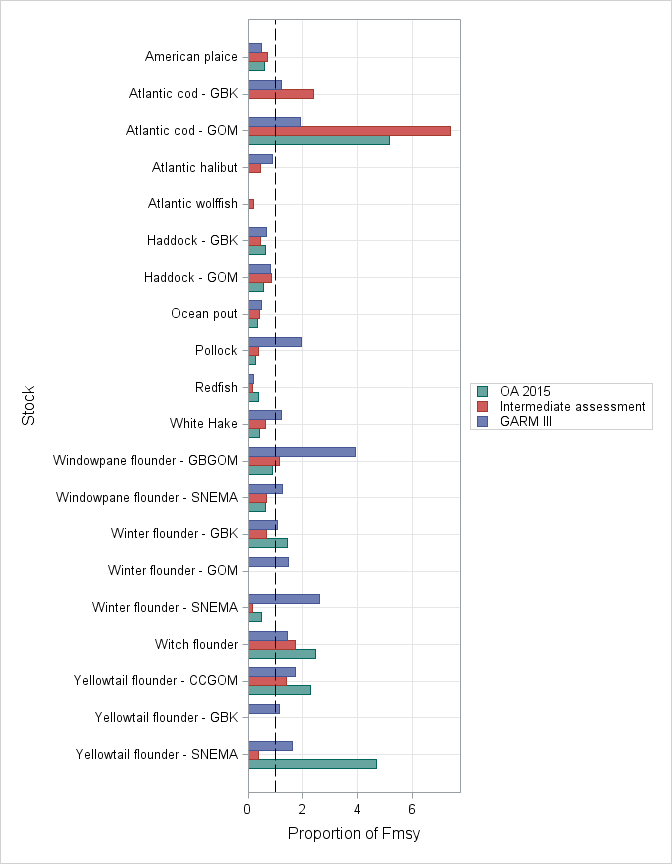 American plaice
Atlantic cod - GBK
Atlantic cod - GOM
Atlantic halibut
Atlantic wolffish
Haddock - GBK
Haddock - GOM
Ocean pout
Pollock
Redfish
White Hake
Windowpane flounder - GBGOM
Windowpane flounder - SNEMA
Winter flounder - GBK
Winter flounder - GOM
Winter flounder - SNEMA
Witch flounder
Yellowtail flounder - CCGOM
Yellowtail flounder - GBK
Yellowtail flounder - SNEMA
Stock
0 2 4 6
Proportion of Fmsy
OA 2015
Intermediate assessment
GARM III